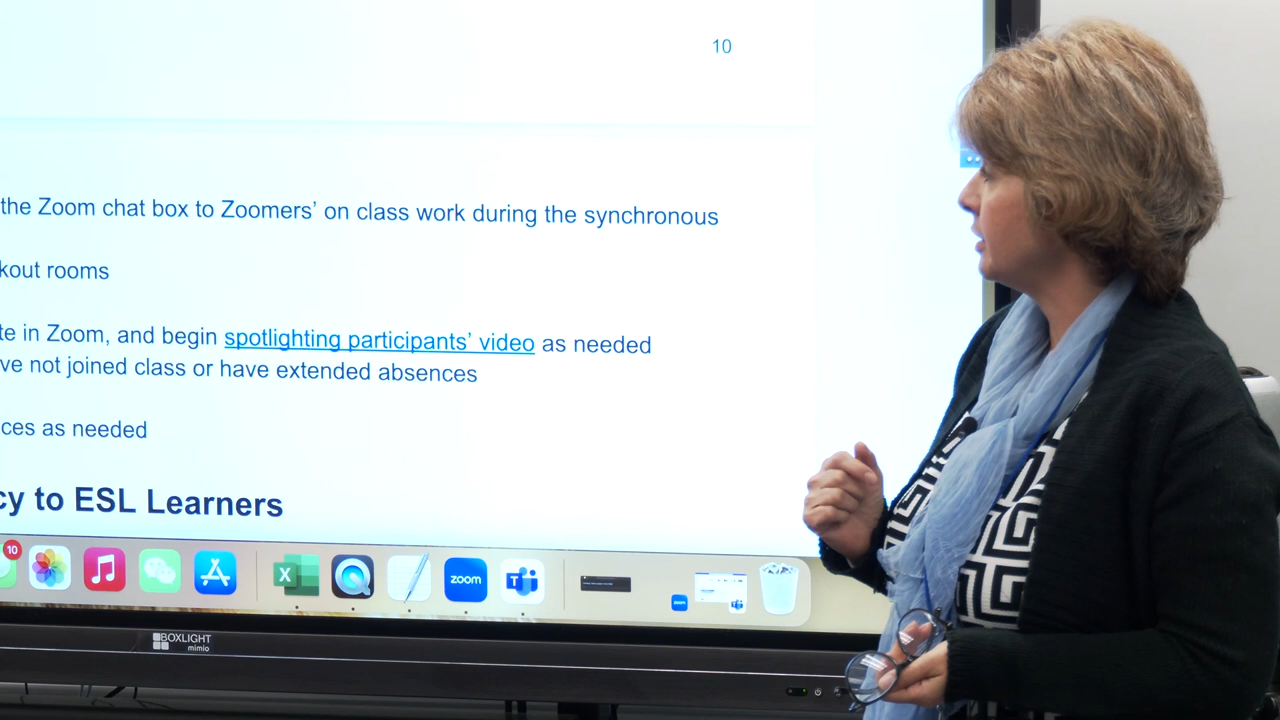 10
the Zoom chat box to Zoomers' on class work during the synchronous
kout rooms
te in Zoom, and begin spotlighting participants' video as needed
ve not joined class or have extended absences
ces as needed
cy to ESL Learners
10
zoom
BOXLIGHT
mimio